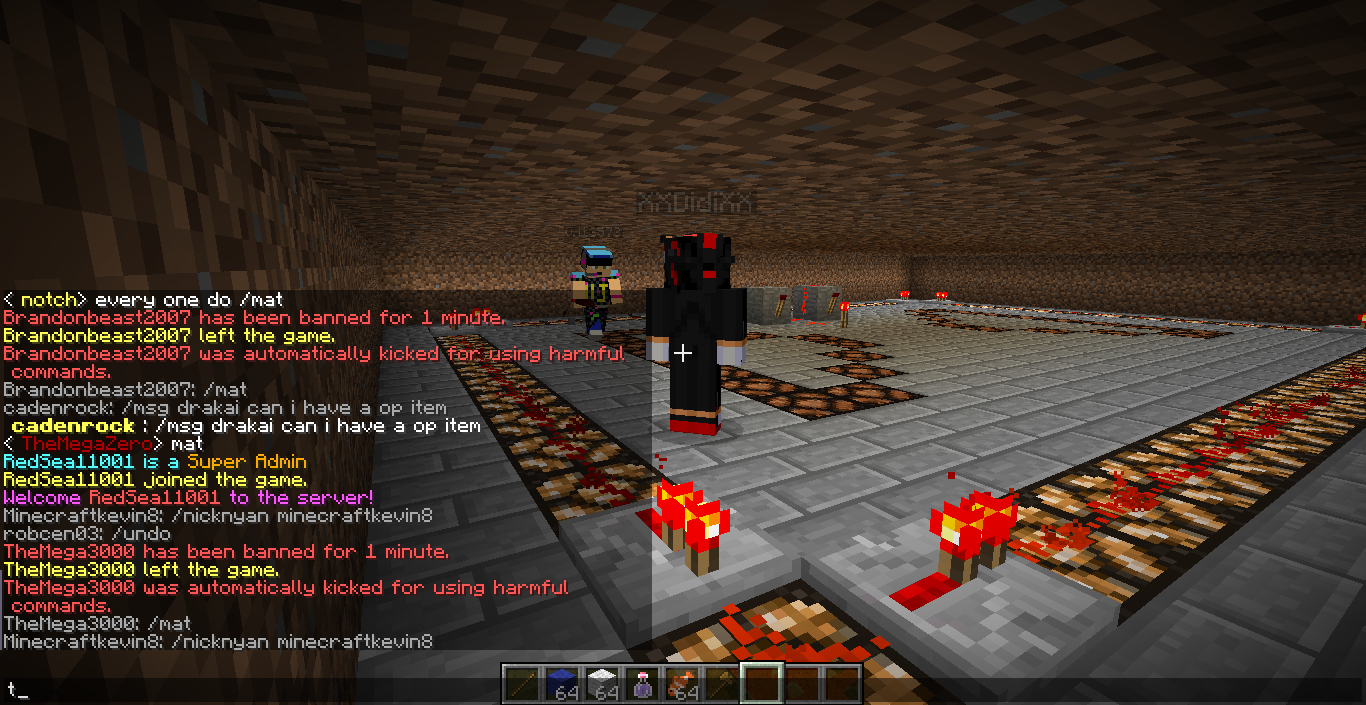 XXDidiXX
< notch> every one do /mat
Brandonbeast2007 has been banned for 1 minute.
Brandonbeast2007 left the game.
Brandonbeast2007 was automatically kicked for using harmful
commands.
Brandonbeast2007: /mat
cadenrock: /msg drakai can i have a op item
cadenrock : /msg drakai can i have a op item
< TheMegaZero> mat
RedSea11001 is a Super Admin
RedSea11001 joined the game.
Welcome RedSea11001 to the server!
Minecraftkevin8: /nicknyan minecraftkevin8
robcen03: /undo
TheMega3000 has been banned for 1 minute.
TheMega3000 left the game.
TheMega3000 was automatically kicked for using harmful
commands.
TheMega3000: /mat
Minecraftkevin8: /nicknyan minecraftkevin8
64 64 64
t_